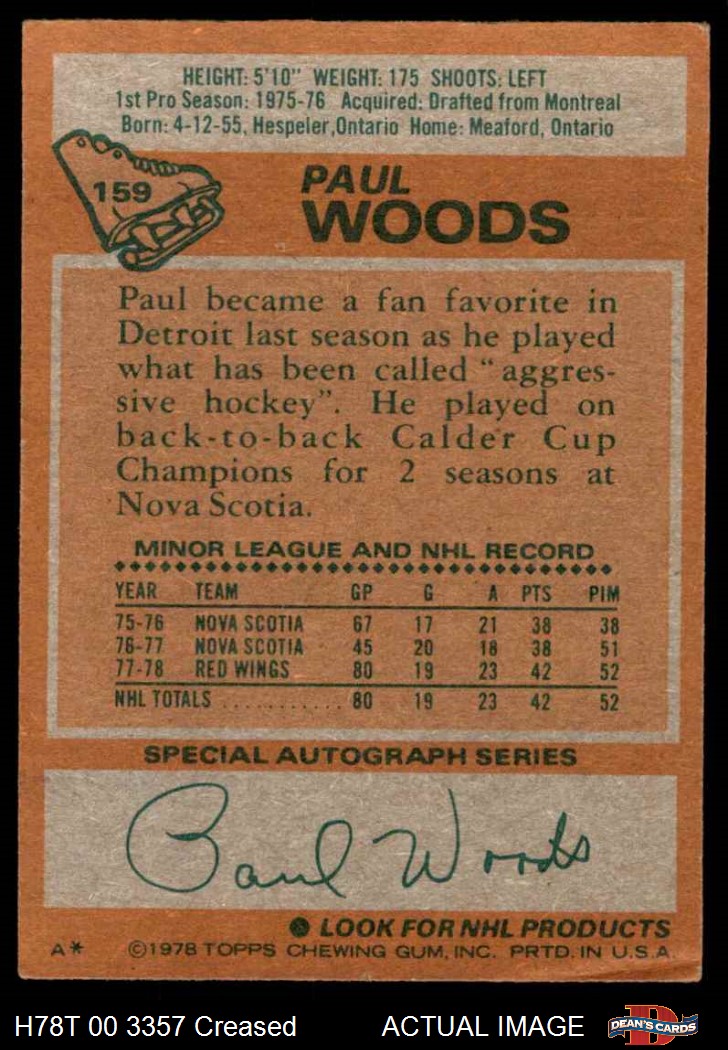 HEIGHT: 5'10" WEIGHT: 175 SHOOTS: LEFT
1st Pro Season: 1975-76 Acquired: Drafted from Montreal
Born: 4-12-55, Hespeler, Ontario Home: Meaford, Ontario
159
PAUL
WOODS
Paul became a fan favorite in
Detroit last season as he played
what has been called "aggres-
sive hockey". He played on
back-to-back Calder Cup
Champions for 2 seasons at
Nova Scotia.
MINOR LEAGUE AND NHL RECORD
YEAR TEAM GP G A PTS PIM
75-76 NOVA SCOTIA 67 17 21 38 38
76-77 NOVA SCOTIA 45 20 18 38 51
77-78 RED WINGS 80 19 23 42 52
NHL TOTALS ........... 80 19 23 42 52
SPECIAL AUTOGRAPH SERIES
Paul Woods
LOOK FOR NHL PRODUCTS
A* ©1978 TOPPS CHEWING GUM, INC. PRTD. IN U.S.A.
H78T 00 3357 Creased ACTUAL IMAGE DEAN'S CARDS